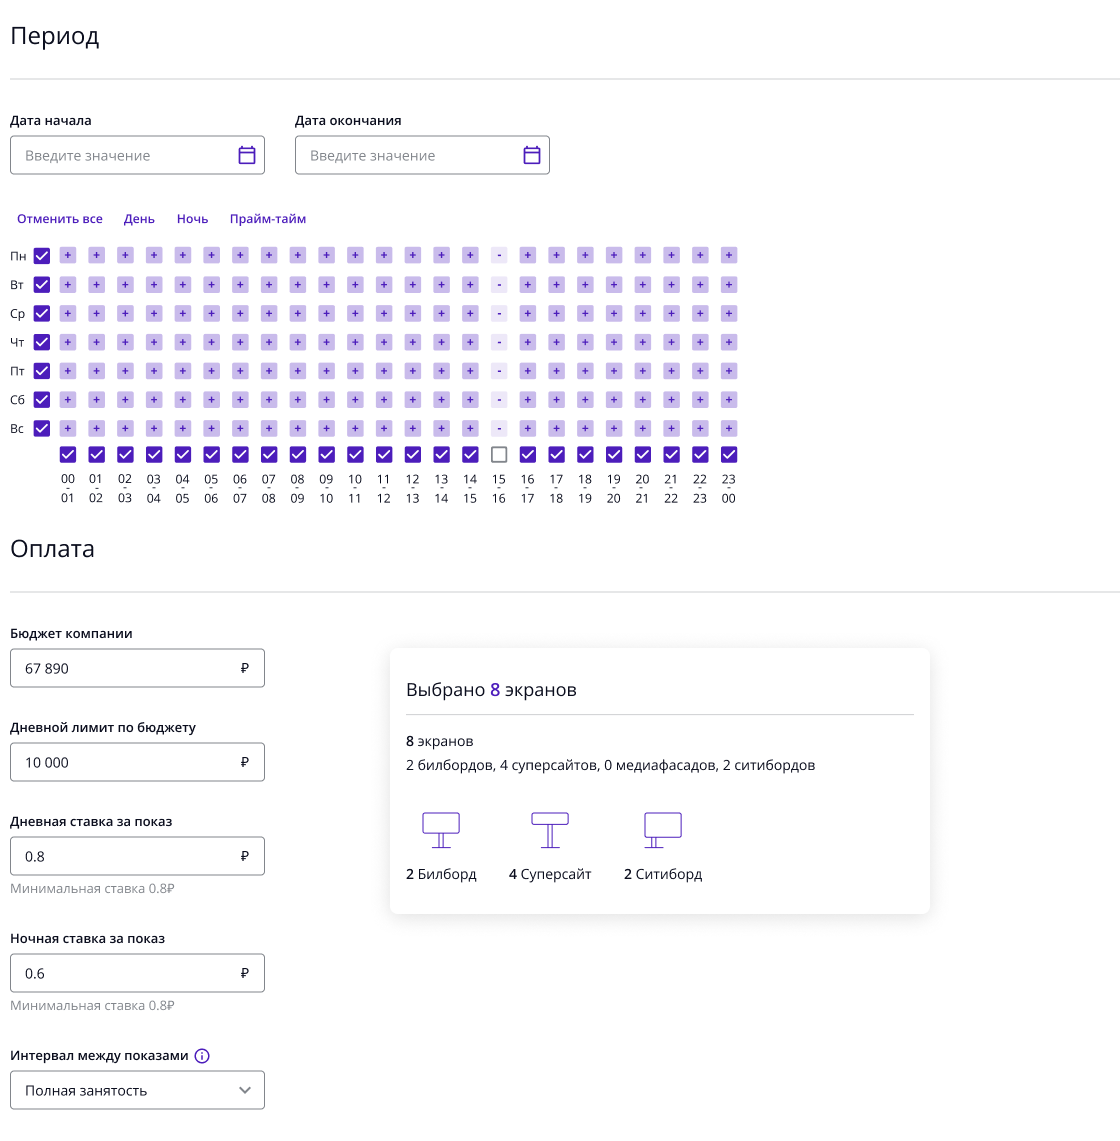 Период
Дата начала Дата окончания
Введите значение Введите значение
Отменить все День Ночь Прайм-тайм
Пн + + + + + + + + + + + + + + + - + + + + + + + +
Вт + + + + + + + + + + + + + + + - + + + + + + + +
Ср + + + + + + + + + + + + + + + - + + + + + + + +
Чт + + + + + + + + + + + + + + + - + + + + + + + +
Пт + + + + + + + + + + + + + + + - + + + + + + + +
Сб + + + + + + + + + + + + + + + - + + + + + + + +
Вс + + + + + + + + + + + + + + + - + + + + + + + +
00 01 02 03 04 05 06 07 08 09 10 11 12 13 14 15 16 17 18 19 20 21 22 23
- - - - - - - - - - - - - - - - - - - - - - - -
01 02 03 04 05 06 07 08 09 10 11 12 13 14 15 16 17 18 19 20 21 22 23 00
Оплата
Бюджет компании
67 890 ₽
Дневной лимит по бюджету
10 000 ₽
Дневная ставка за показ
0.8 ₽
Минимальная ставка 0.8₽
Ночная ставка за показ
0.6 ₽
Минимальная ставка 0.8₽
Интервал между показами
Полная занятость
Выбрано 8 экранов
8 экранов
2 билбордов, 4 суперсайтов, 0 медиафасадов, 2 ситибордов
2 Билборд 4 Суперсайт 2 Ситиборд